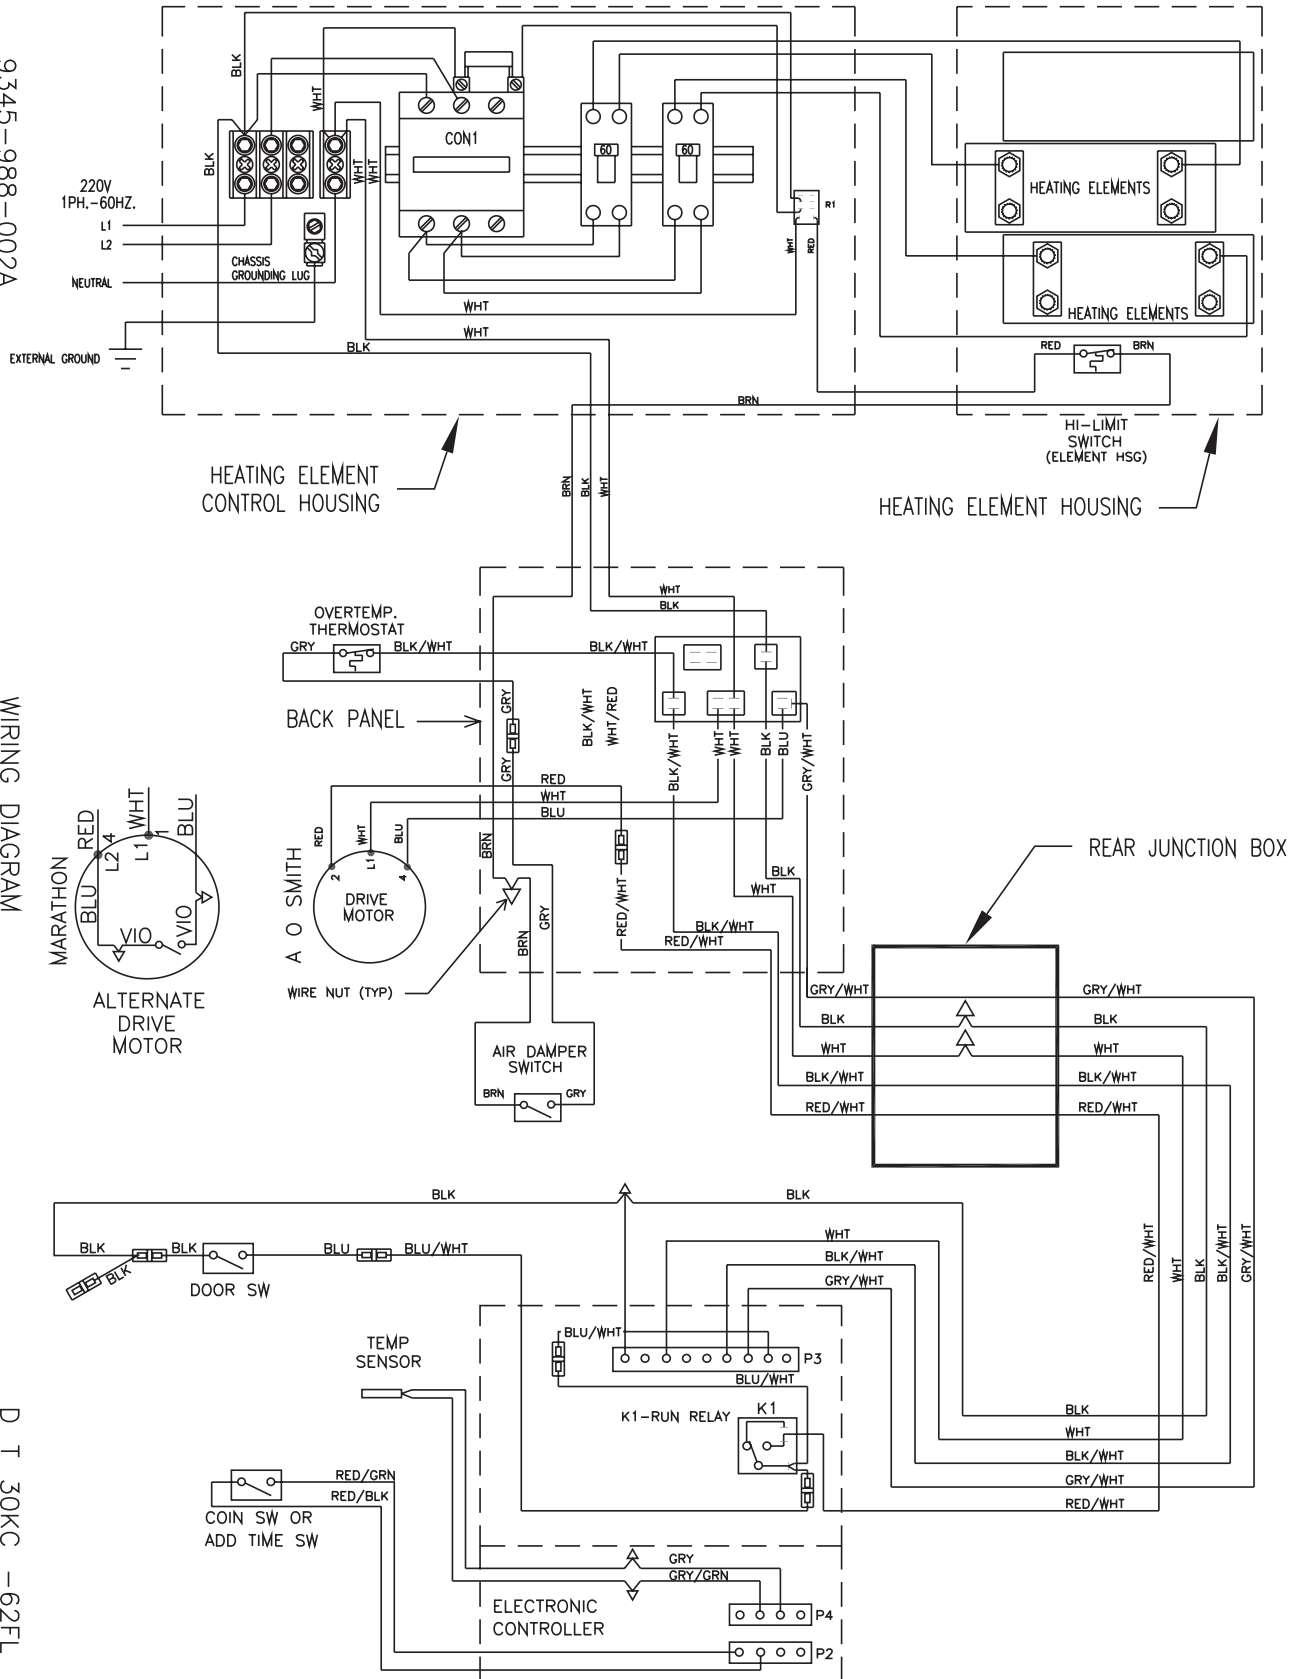 9345-988-002A
WIRING DIAGRAM
D T 30KC -62FL
BLK
WHT
BLK
WHT
WHT
CON1
60
60
R1
WHT
RED
220V
1PH.-60HZ.
L1
L2
NEUTRAL
CHASSIS
GROUNDING LUG
EXTERNAL GROUND
WHT
WHT
BLK
BRN
HEATING ELEMENTS
HEATING ELEMENTS
RED
BRN
HI-LIMIT
SWITCH
(ELEMENT HSG)
HEATING ELEMENT
CONTROL HOUSING
HEATING ELEMENT HOUSING
BRN
BLK
WHT
WHT
BLK
OVERTEMP.
THERMOSTAT
GRY
BLK/WHT
BLK/WHT
BACK PANEL
GRY
GRY
BLK/WHT
WHT/RED
BLK/WHT
WHT
WHT
BLK
BLU
GRY/WHT
RED
WHT
BLU
RED
WHT
BLU
2
L1
4
DRIVE
MOTOR
A O SMITH
BRN
BRN
GRY
RED/WHT
BLK
WHT
BLK/WHT
RED/WHT
WIRE NUT (TYP)
MARATHON
RED
4
L2
WHT
1
L1
BLU
BLU
VIO
VIO
ALTERNATE
DRIVE
MOTOR
AIR DAMPER
SWITCH
BRN
GRY
REAR JUNCTION BOX
GRY/WHT
GRY/WHT
BLK
BLK
WHT
WHT
BLK/WHT
BLK/WHT
RED/WHT
RED/WHT
BLK
BLK
BLK
BLK
BLK
DOOR SW
BLU
BLU/WHT
WHT
BLK/WHT
GRY/WHT
RED/WHT
WHT
BLK
BLK/WHT
GRY/WHT
TEMP
SENSOR
BLU/WHT
P3
BLU/WHT
K1-RUN RELAY
K1
BLK
WHT
BLK/WHT
GRY/WHT
RED/WHT
RED/GRN
RED/BLK
COIN SW OR
ADD TIME SW
GRY
GRY/GRN
ELECTRONIC
CONTROLLER
P4
P2